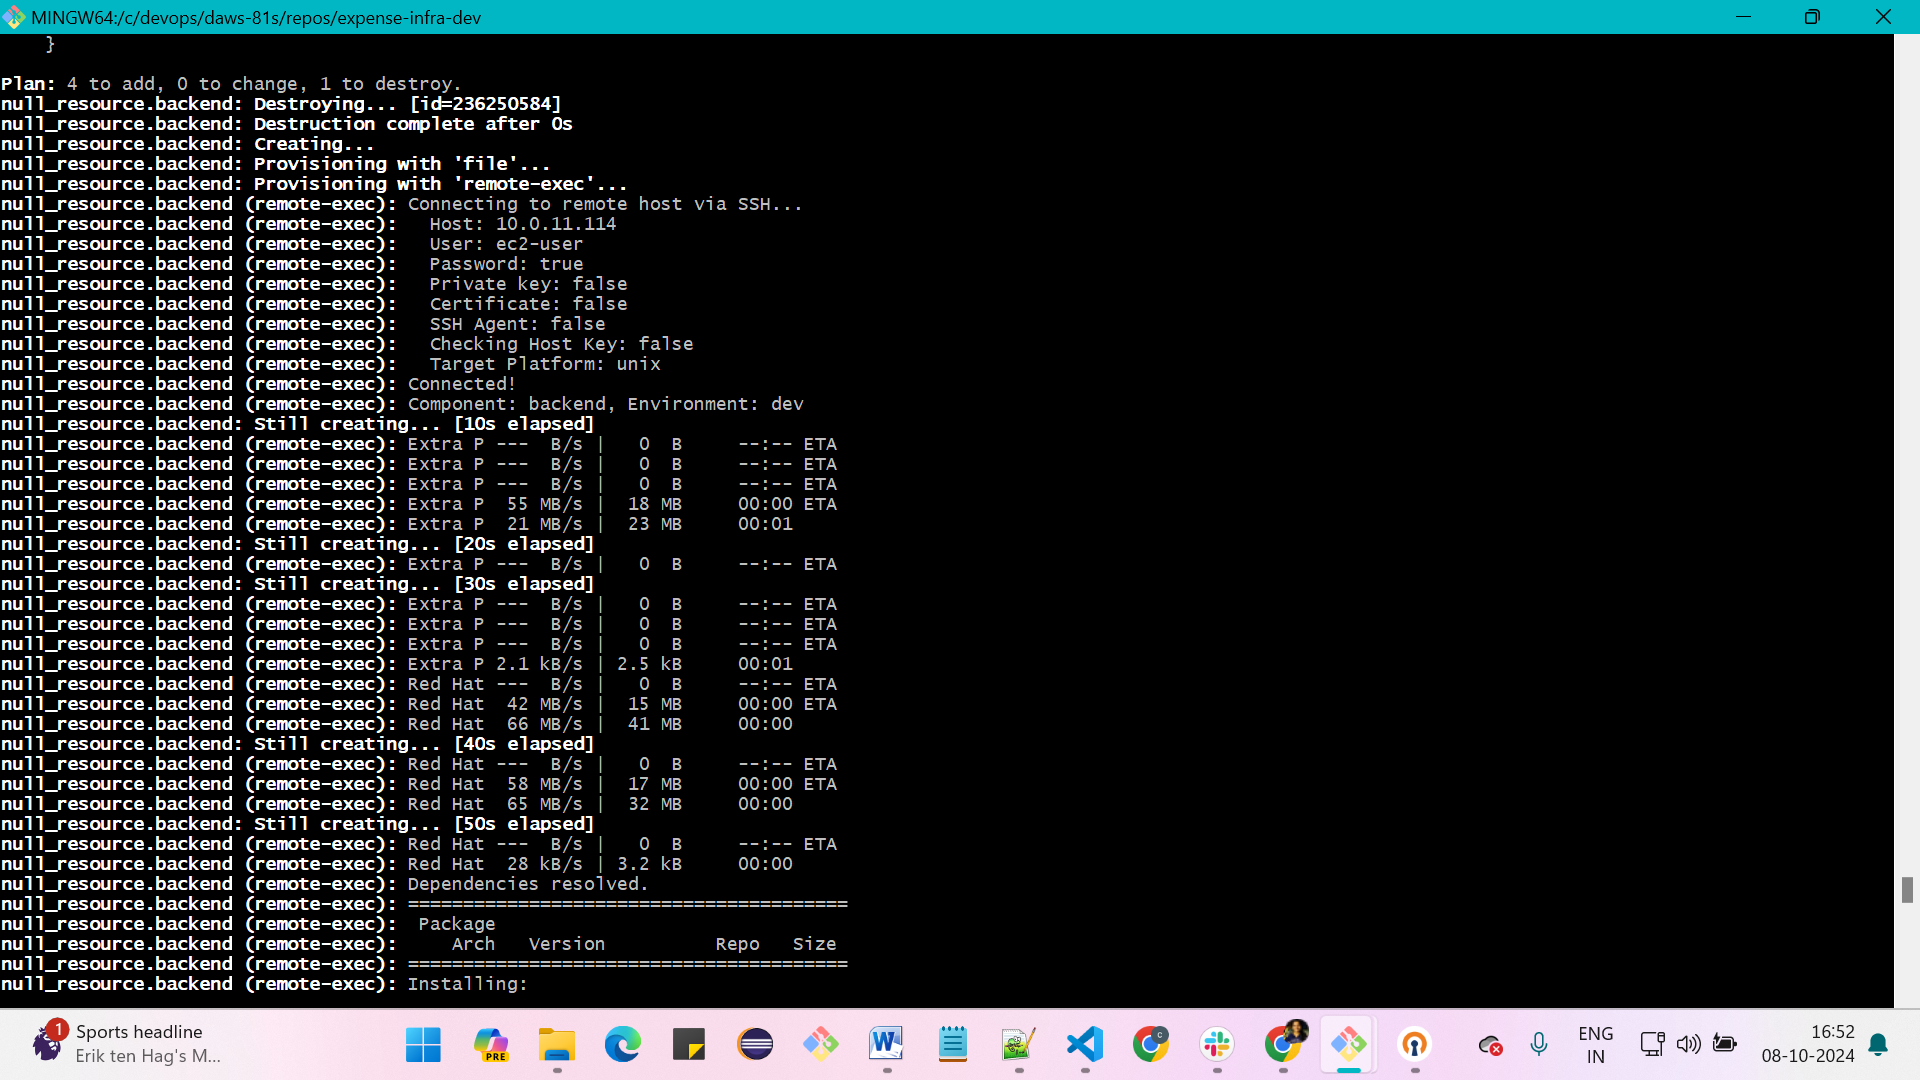 MINGW64:/c/devops/daws-81s/repos/expense-infra-dev
}
Plan: 4 to add, 0 to change, 1 to destroy.
null_resource.backend: Destroying... [id=236250584]
null_resource.backend: Destruction complete after 0s
null_resource.backend: Creating...
null_resource.backend: Provisioning with 'file'...
null_resource.backend: Provisioning with 'remote-exec'...
null_resource.backend (remote-exec): Connecting to remote host via SSH...
null_resource.backend (remote-exec):   Host: 10.0.11.114
null_resource.backend (remote-exec):   User: ec2-user
null_resource.backend (remote-exec):   Password: true
null_resource.backend (remote-exec):   Private key: false
null_resource.backend (remote-exec):   Certificate: false
null_resource.backend (remote-exec):   SSH Agent: false
null_resource.backend (remote-exec):   Checking Host Key: false
null_resource.backend (remote-exec):   Target Platform: unix
null_resource.backend (remote-exec): Connected!
null_resource.backend (remote-exec): Component: backend, Environment: dev
null_resource.backend: Still creating... [10s elapsed]
null_resource.backend (remote-exec): Extra P ---  B/s |   0  B     --:-- ETA
null_resource.backend (remote-exec): Extra P ---  B/s |   0  B     --:-- ETA
null_resource.backend (remote-exec): Extra P ---  B/s |   0  B     --:-- ETA
null_resource.backend (remote-exec): Extra P  55 MB/s |  18 MB     00:00 ETA
null_resource.backend (remote-exec): Extra P  21 MB/s |  23 MB     00:01
null_resource.backend: Still creating... [20s elapsed]
null_resource.backend (remote-exec): Extra P ---  B/s |   0  B     --:-- ETA
null_resource.backend: Still creating... [30s elapsed]
null_resource.backend (remote-exec): Extra P ---  B/s |   0  B     --:-- ETA
null_resource.backend (remote-exec): Extra P ---  B/s |   0  B     --:-- ETA
null_resource.backend (remote-exec): Extra P ---  B/s |   0  B     --:-- ETA
null_resource.backend (remote-exec): Extra P 2.1 kB/s | 2.5 kB     00:01
null_resource.backend (remote-exec): Red Hat ---  B/s |   0  B     --:-- ETA
null_resource.backend (remote-exec): Red Hat  42 MB/s |  15 MB     00:00 ETA
null_resource.backend (remote-exec): Red Hat  66 MB/s |  41 MB     00:00
null_resource.backend: Still creating... [40s elapsed]
null_resource.backend (remote-exec): Red Hat ---  B/s |   0  B     --:-- ETA
null_resource.backend (remote-exec): Red Hat  58 MB/s |  17 MB     00:00 ETA
null_resource.backend (remote-exec): Red Hat  65 MB/s |  32 MB     00:00
null_resource.backend: Still creating... [50s elapsed]
null_resource.backend (remote-exec): Red Hat ---  B/s |   0  B     --:-- ETA
null_resource.backend (remote-exec): Red Hat  28 kB/s | 3.2 kB     00:00
null_resource.backend (remote-exec): Dependencies resolved.
null_resource.backend (remote-exec): ========================================
null_resource.backend (remote-exec):  Package
null_resource.backend (remote-exec):     Arch   Version          Repo   Size
null_resource.backend (remote-exec): ========================================
null_resource.backend (remote-exec): Installing:
1
Sports headline
Erik ten Hag's M...
PRE
W
C
ENG
IN
16:52
08-10-2024